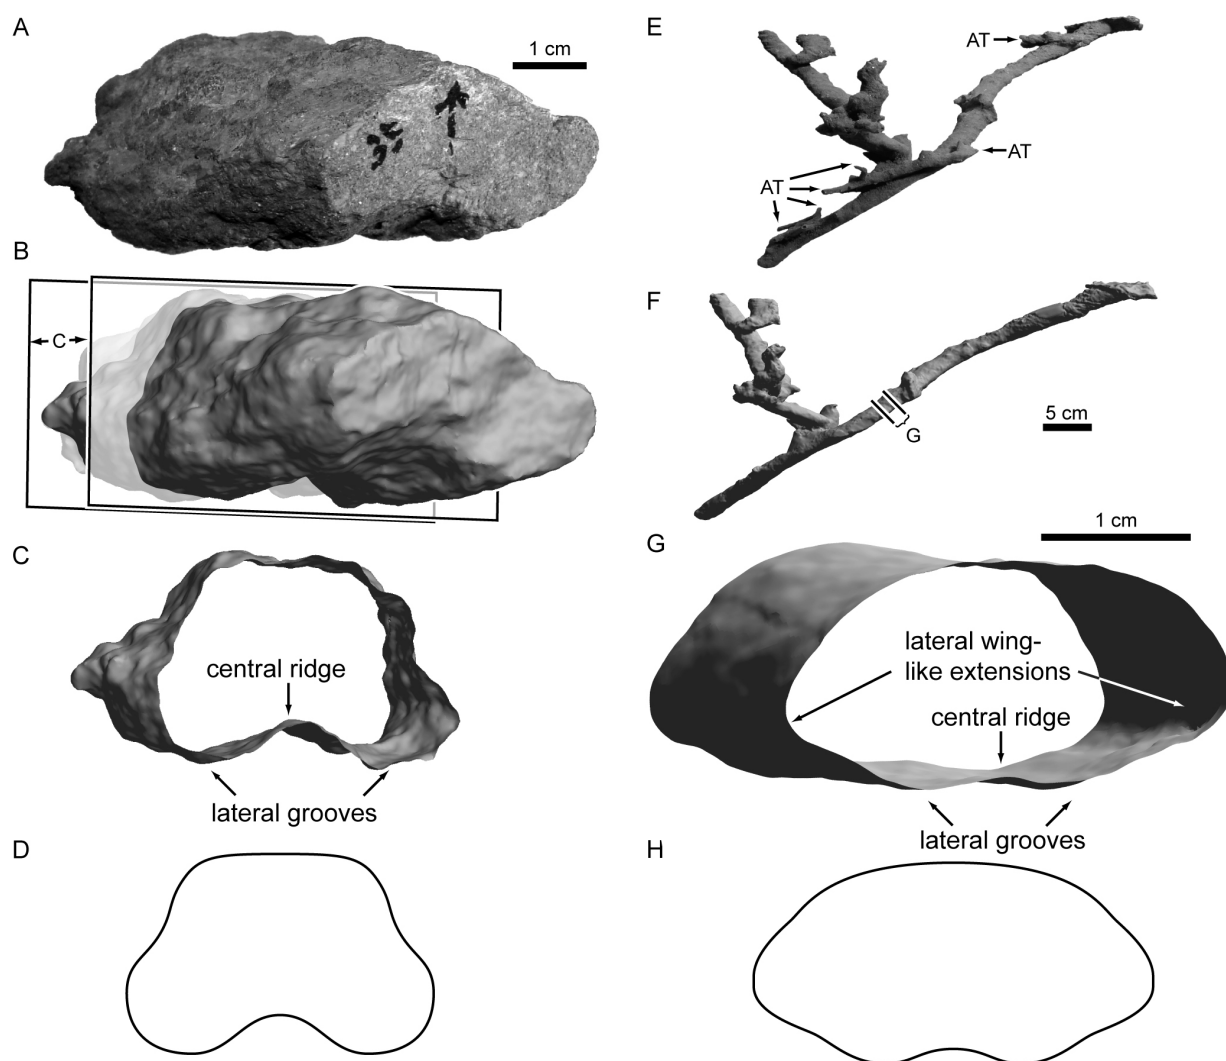 A
1 cm
B
C
C
central ridge
lateral grooves
D
E
AT
AT
AT
F
G
5 cm
1 cm
G
lateral wing-
like extensions
central ridge
lateral grooves
H